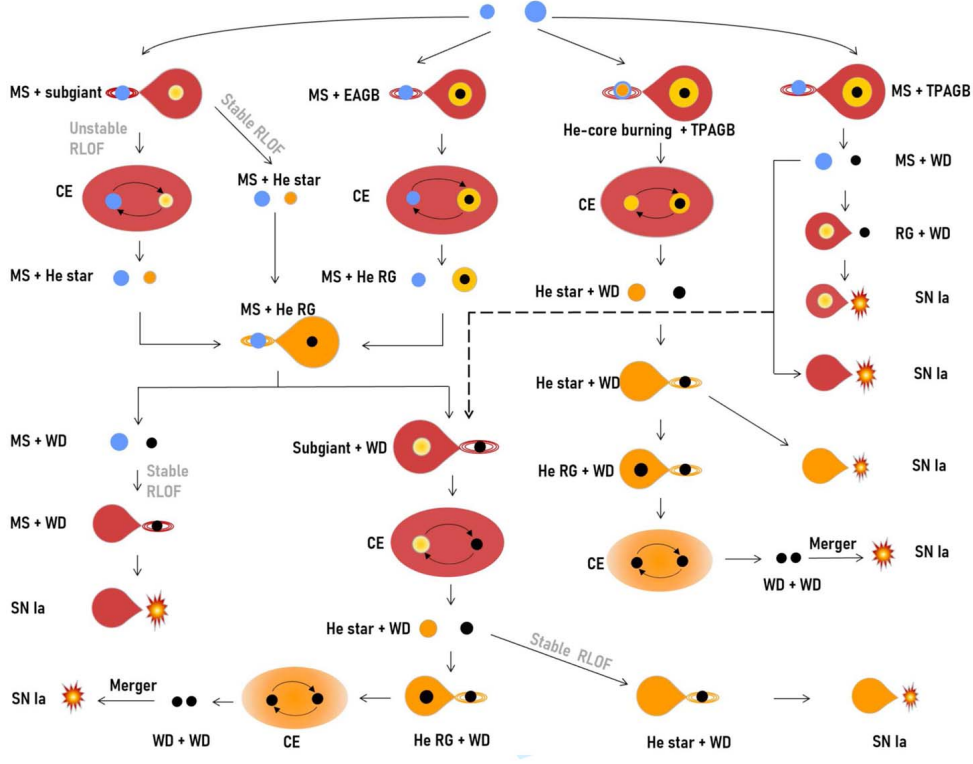 MS + subgiant
MS + EAGB
He-core burning + TPAGB
MS + TPAGB
Unstable
RLOF
Stable RLOF
MS + WD
CE
MS + He star
CE
CE
RG + WD
MS + He star
MS + He RG
He star + WD
SN Ia
MS + He RG
He star + WD
SN Ia
MS + WD
Subgiant + WD
He RG + WD
SN Ia
Stable
RLOF
MS + WD
CE
CE
Merger
SN Ia
WD + WD
SN Ia
He star + WD
Stable RLOF
SN Ia
Merger
WD + WD
CE
He RG + WD
He star + WD
SN Ia